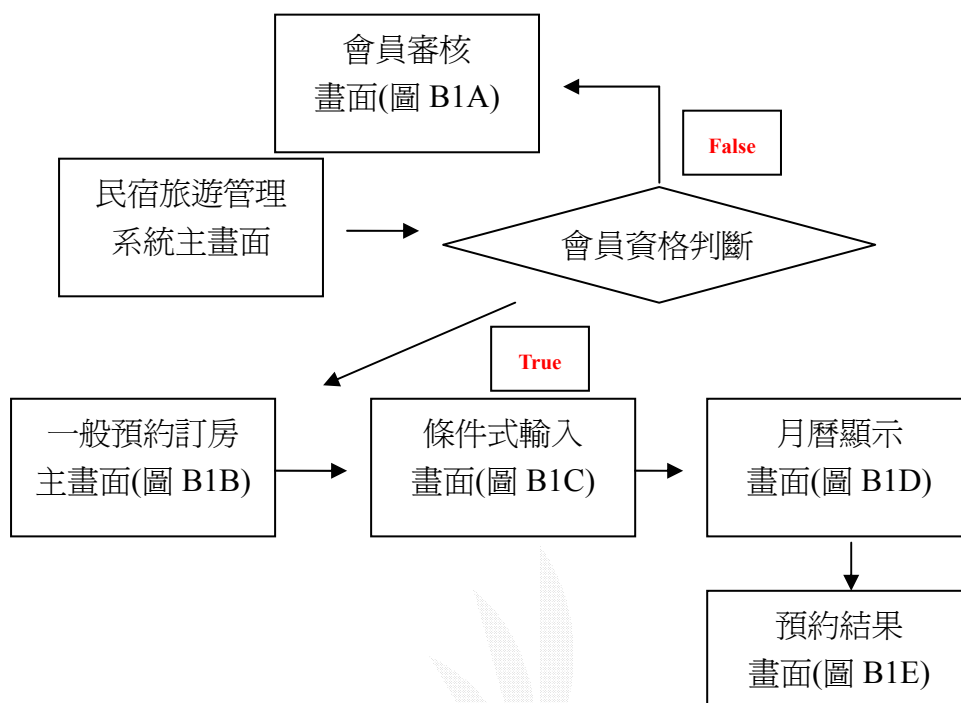 會員審核
畫面(圖 B1A)
False
民宿旅遊管理
系統主畫面
會員資格判斷
True
一般預約訂房
主畫面(圖 B1B)
條件式輸入
畫面(圖 B1C)
月曆顯示
畫面(圖 B1D)
預約結果
畫面(圖 B1E)